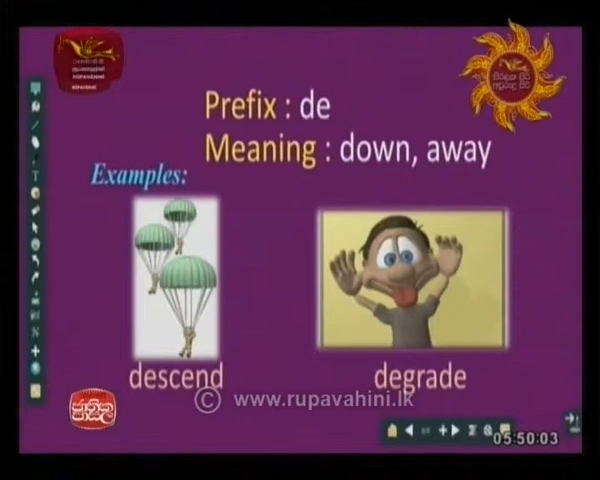 Prefix : de
Meaning : down, away
Examples:
descend
degrade
© www.rupavahini.lk
05:50:03